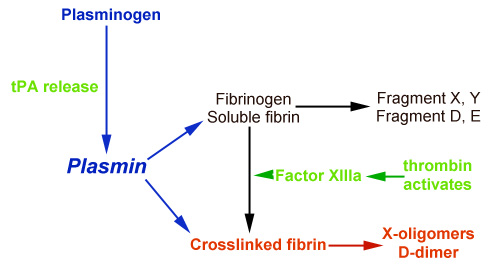 Plasminogen
tPA release
Plasmin
Fibrinogen
Soluble fibrin
Fragment X, Y
Fragment D, E
Factor XIIIa
thrombin
activates
Crosslinked fibrin
X-oligomers
D-dimer